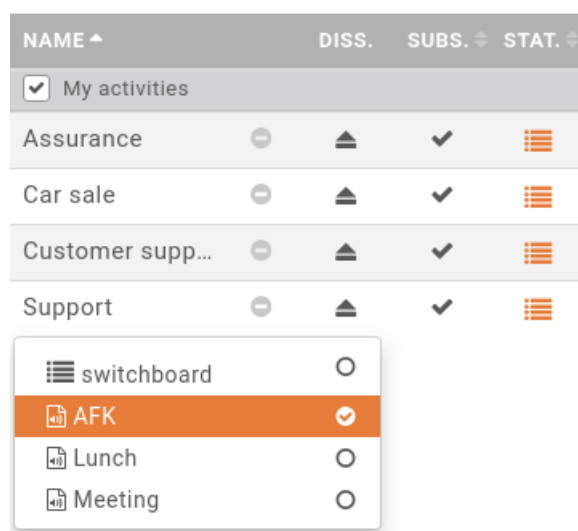 NAME DISS. SUBS. STAT.
My activities
Assurance
Car sale
Customer supp...
Support
switchboard
AFK
Lunch
Meeting